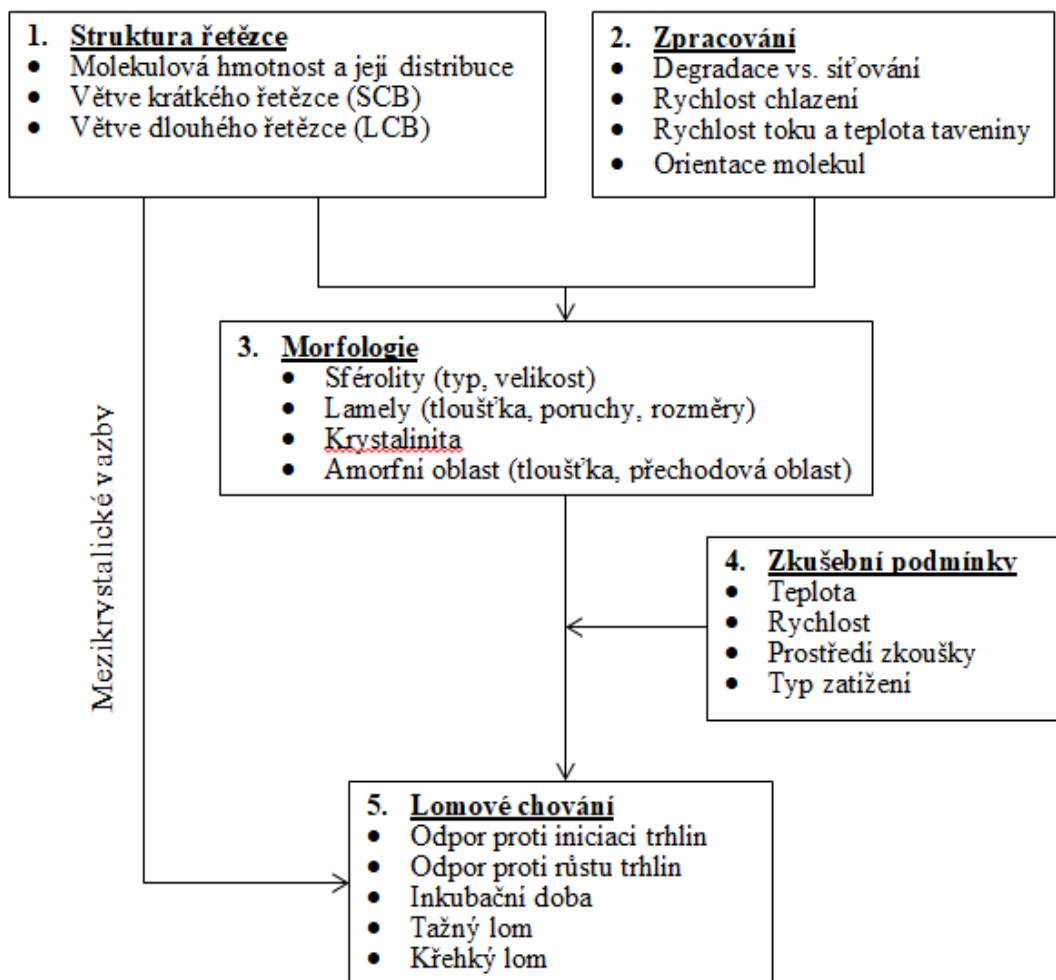 1. Struktura řetězce
• Molekulová hmotnost a její distribuce
• Větve krátkého řetězce (SCB)
• Větve dlouhého řetězce (LCB)
2. Zpracování
• Degradace vs. síťování
• Rychlost chlazení
• Rychlost toku a teplota taveniny
• Orientace molekul
3. Morfologie
• Sférolity (typ, velikost)
• Lamely (tloušťka, poruchy, rozměry)
• Krystalinita
• Amorfní oblast (tloušťka, přechodová oblast)
Mezikrystalické vazby
4. Zkušební podmínky
• Teplota
• Rychlost
• Prostředí zkoušky
• Typ zatížení
5. Lomové chování
• Odpor proti iniciaci trhlin
• Odpor proti růstu trhlin
• Inkubační doba
• Tažný lom
• Křehký lom